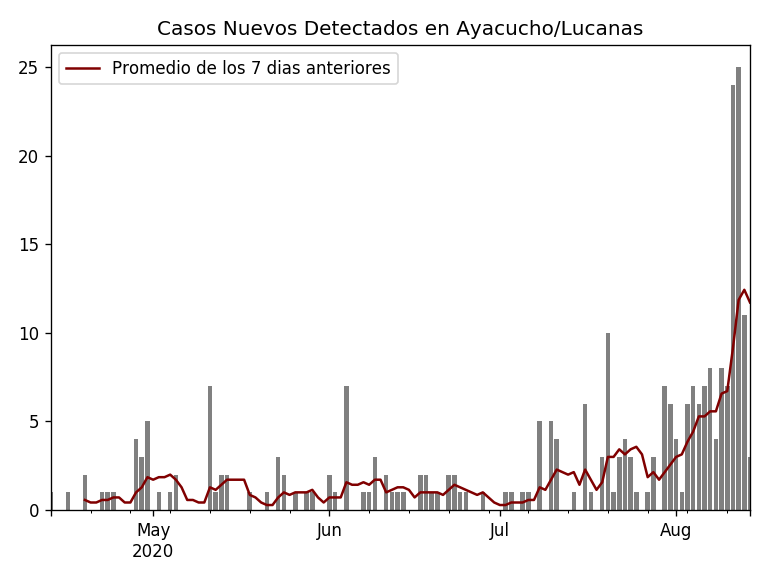 Casos Nuevos Detectados en Ayacucho/Lucanas
Promedio de los 7 dias anteriores
25
20
15
10
5
0
May Jun Jul Aug
2020